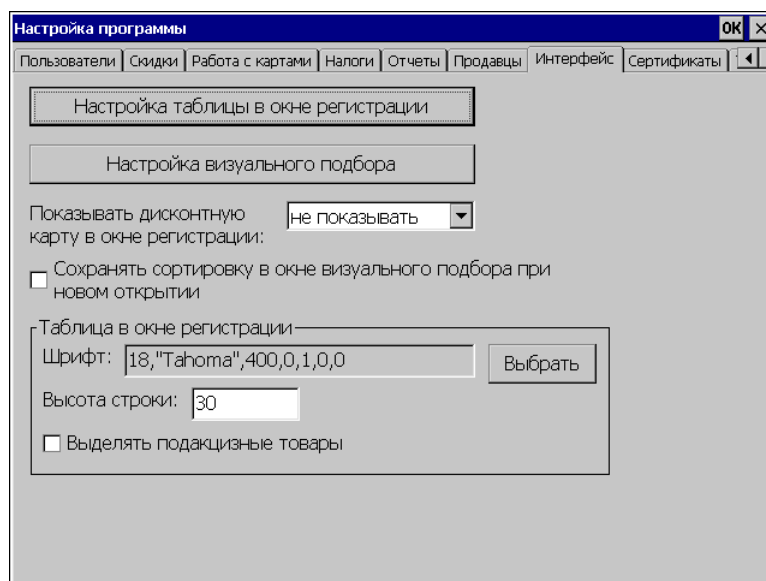 Настройка программы OK
Пользователи Скидки Работа с картами Налоги Отчеты Продавцы Интерфейс Сертификаты
Настройка таблицы в окне регистрации
Настройка визуального подбора
Показывать дисконтную не показывать
карту в окне регистрации:
Сохранять сортировку в окне визуального подбора при
новом открытии
Таблица в окне регистрации
Шрифт: 18,"Tahoma",400,0,1,0,0 Выбрать
Высота строки: 30
Выделять подакцизные товары